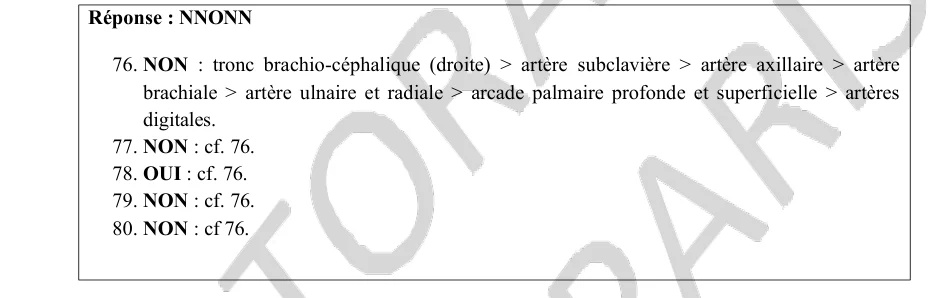 Réponse : NNONN
76. NON : tronc brachio-céphalique (droite) > artère subclavière > artère axillaire > artère
brachiale > artère ulnaire et radiale > arcade palmaire profonde et superficielle > artères
digitales.
77. NON : cf. 76.
78. OUI : cf. 76.
79. NON : cf. 76.
80. NON : cf 76.
TORA
PARIS